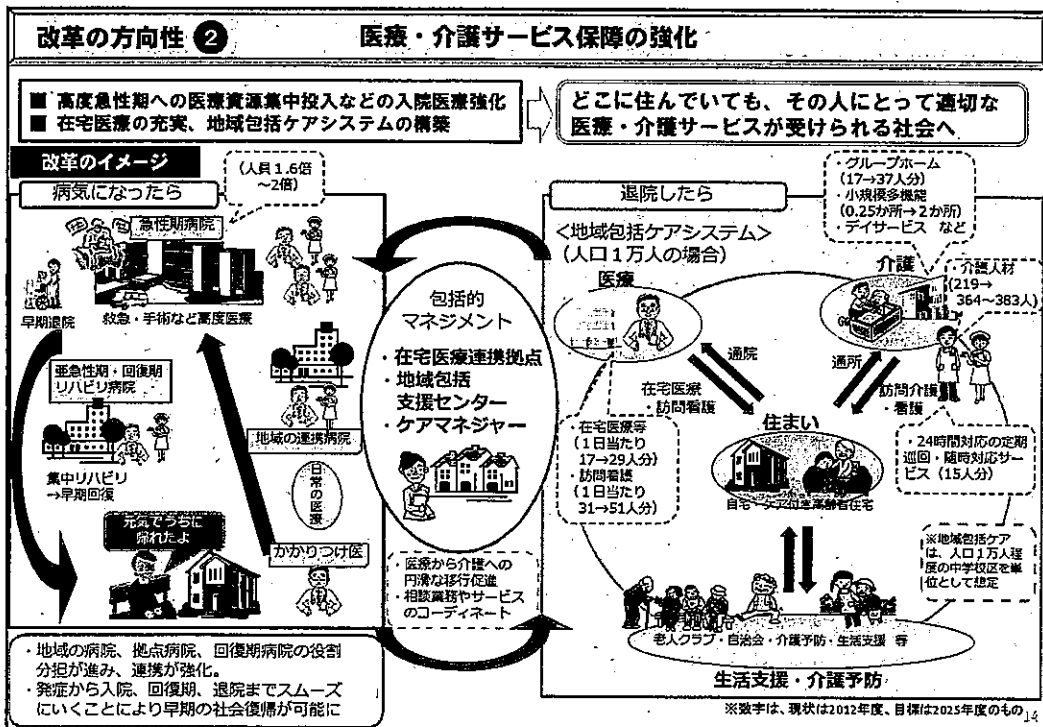 改革の方向性 ❷ 医療・介護サービス保障の強化
■ 高度急性期への医療資源集中投入などの入院医療強化
■ 在宅医療の充実、地域包括ケアシステムの構築
どこに住んでいても、その人にとって適切な
医療・介護サービスが受けられる社会へ
改革のイメージ
病気になったら
(人員1.6倍
～2倍)
急性期病院
早期退院
救急・手術など高度医療
亜急性期・回復期
リハビリ病院
集中リハビリ
→早期回復
地域の連携病院
日常の医療
元気でうちに
帰れたよ
かかりつけ医
・地域の病院、拠点病院、回復期病院の役割
分担が進み、連携が強化。
・発症から入院、回復期、退院までスムーズ
にいくことにより早期の社会復帰が可能に
包括的
マネジメント
・在宅医療連携拠点
・地域包括
支援センター
・ケアマネジャー
・医療から介護への
円滑な移行促進
・相談業務やサービス
のコーディネート
退院したら
<地域包括ケアシステム>
(人口1万人の場合)
・グループホーム
(17→37人分)
・小規模多機能
(0.25か所→2か所)
・デイサービス など
医療
介護
・介護人材
(219→
364～383人)
通院
通所
在宅医療
・訪問看護
訪問介護
・看護
・在宅医療等
(1日当たり
17→29人分)
・訪問看護
(1日当たり
31→51人分)
住まい
自宅・ケア付き高齢者住宅
・24時間対応の定期
巡回・随時対応サー
ビス(15人分)
※地域包括ケア
は、人口1万人程
度の中学校区を単
位として想定
老人クラブ・自治会・介護予防・生活支援 等
生活支援・介護予防
※数字は、現状は2012年度、目標は2025年度のもの
14